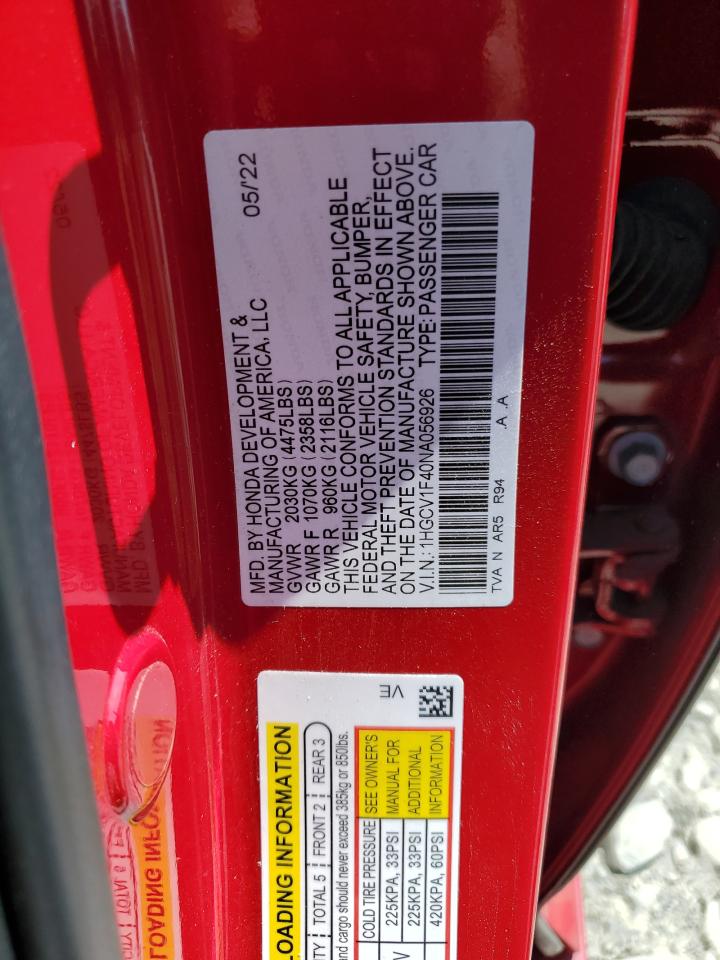 MFD. BY HONDA DEVELOPMENT & 05/'22
MANUFACTURING OF AMERICA, LLC
GVWR 2030KG (4475LBS)
GAWR F 1070KG (2358LBS)
GAWR R 960KG (2116LBS)
THIS VEHICLE CONFORMS TO ALL APPLICABLE
FEDERAL MOTOR VEHICLE SAFETY, BUMPER,
AND THEFT PREVENTION STANDARDS IN EFFECT
ON THE DATE OF MANUFACTURE SHOWN ABOVE.
V.I.N.:1HGCV1F40NA056926 TYPE:PASSENGER CAR
TVA N AR5 R94 .A .A
LOADING INFORMATION
TOTAL 5 FRONT 2 REAR 3
and cargo should never exceed 385kg or 850lbs.
COLD TIRE PRESSURE SEE OWNER'S
225KPA, 33PSI MANUAL FOR
225KPA, 33PSI ADDITIONAL
420KPA, 60PSI INFORMATION
VE